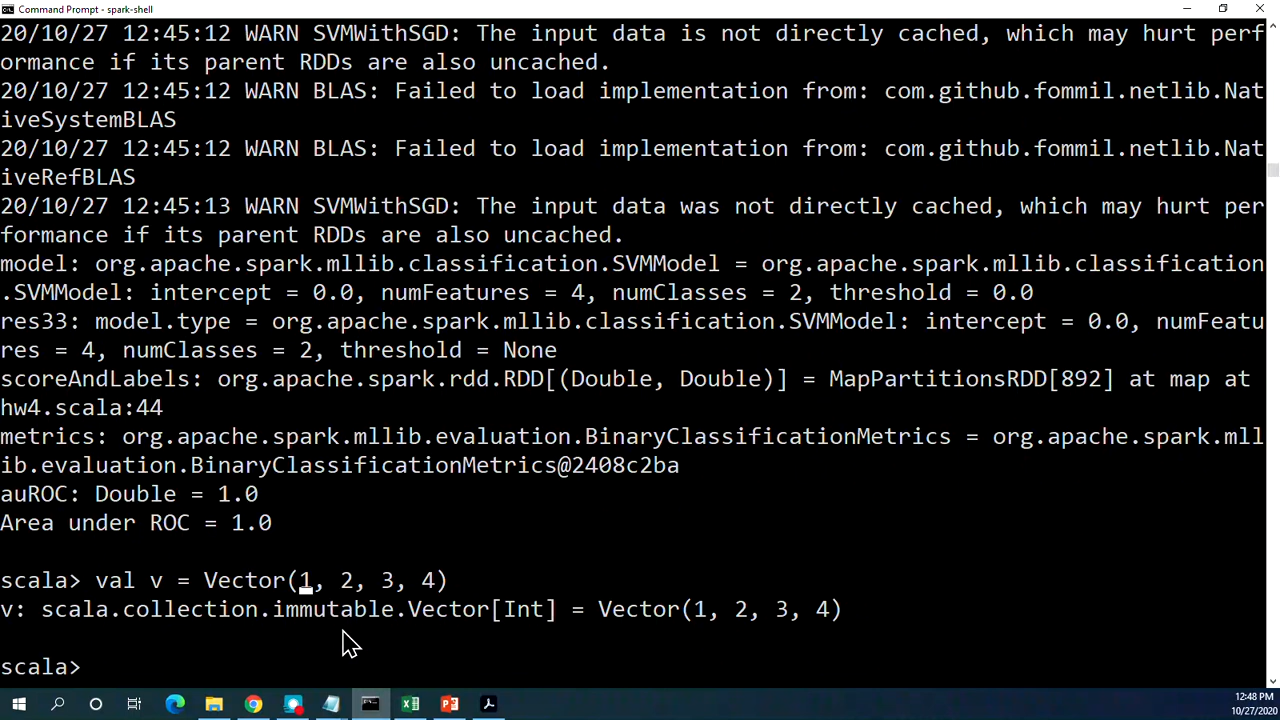 Command Prompt - spark-shell
20/10/27 12:45:12 WARN SVMWithSGD: The input data is not directly cached, which may hurt perf
ormance if its parent RDDs are also uncached.
20/10/27 12:45:12 WARN BLAS: Failed to load implementation from: com.github.fommil.netlib.Nat
iveSystemBLAS
20/10/27 12:45:12 WARN BLAS: Failed to load implementation from: com.github.fommil.netlib.Nat
iveRefBLAS
20/10/27 12:45:13 WARN SVMWithSGD: The input data was not directly cached, which may hurt per
formance if its parent RDDs are also uncached.
model: org.apache.spark.mllib.classification.SVMModel = org.apache.spark.mllib.classification
.SVMModel: intercept = 0.0, numFeatures = 4, numClasses = 2, threshold = 0.0
res33: model.type = org.apache.spark.mllib.classification.SVMModel: intercept = 0.0, numFeatu
res = 4, numClasses = 2, threshold = None
scoreAndLabels: org.apache.spark.rdd.RDD[(Double, Double)] = MapPartitionsRDD[892] at map at
hw4.scala:44
metrics: org.apache.spark.mllib.evaluation.BinaryClassificationMetrics = org.apache.spark.mll
ib.evaluation.BinaryClassificationMetrics@2408c2ba
auROC: Double = 1.0
Area under ROC = 1.0
scala> val v = Vector(1, 2, 3, 4)
v: scala.collection.immutable.Vector[Int] = Vector(1, 2, 3, 4)
scala>
12:48 PM
10/27/2020